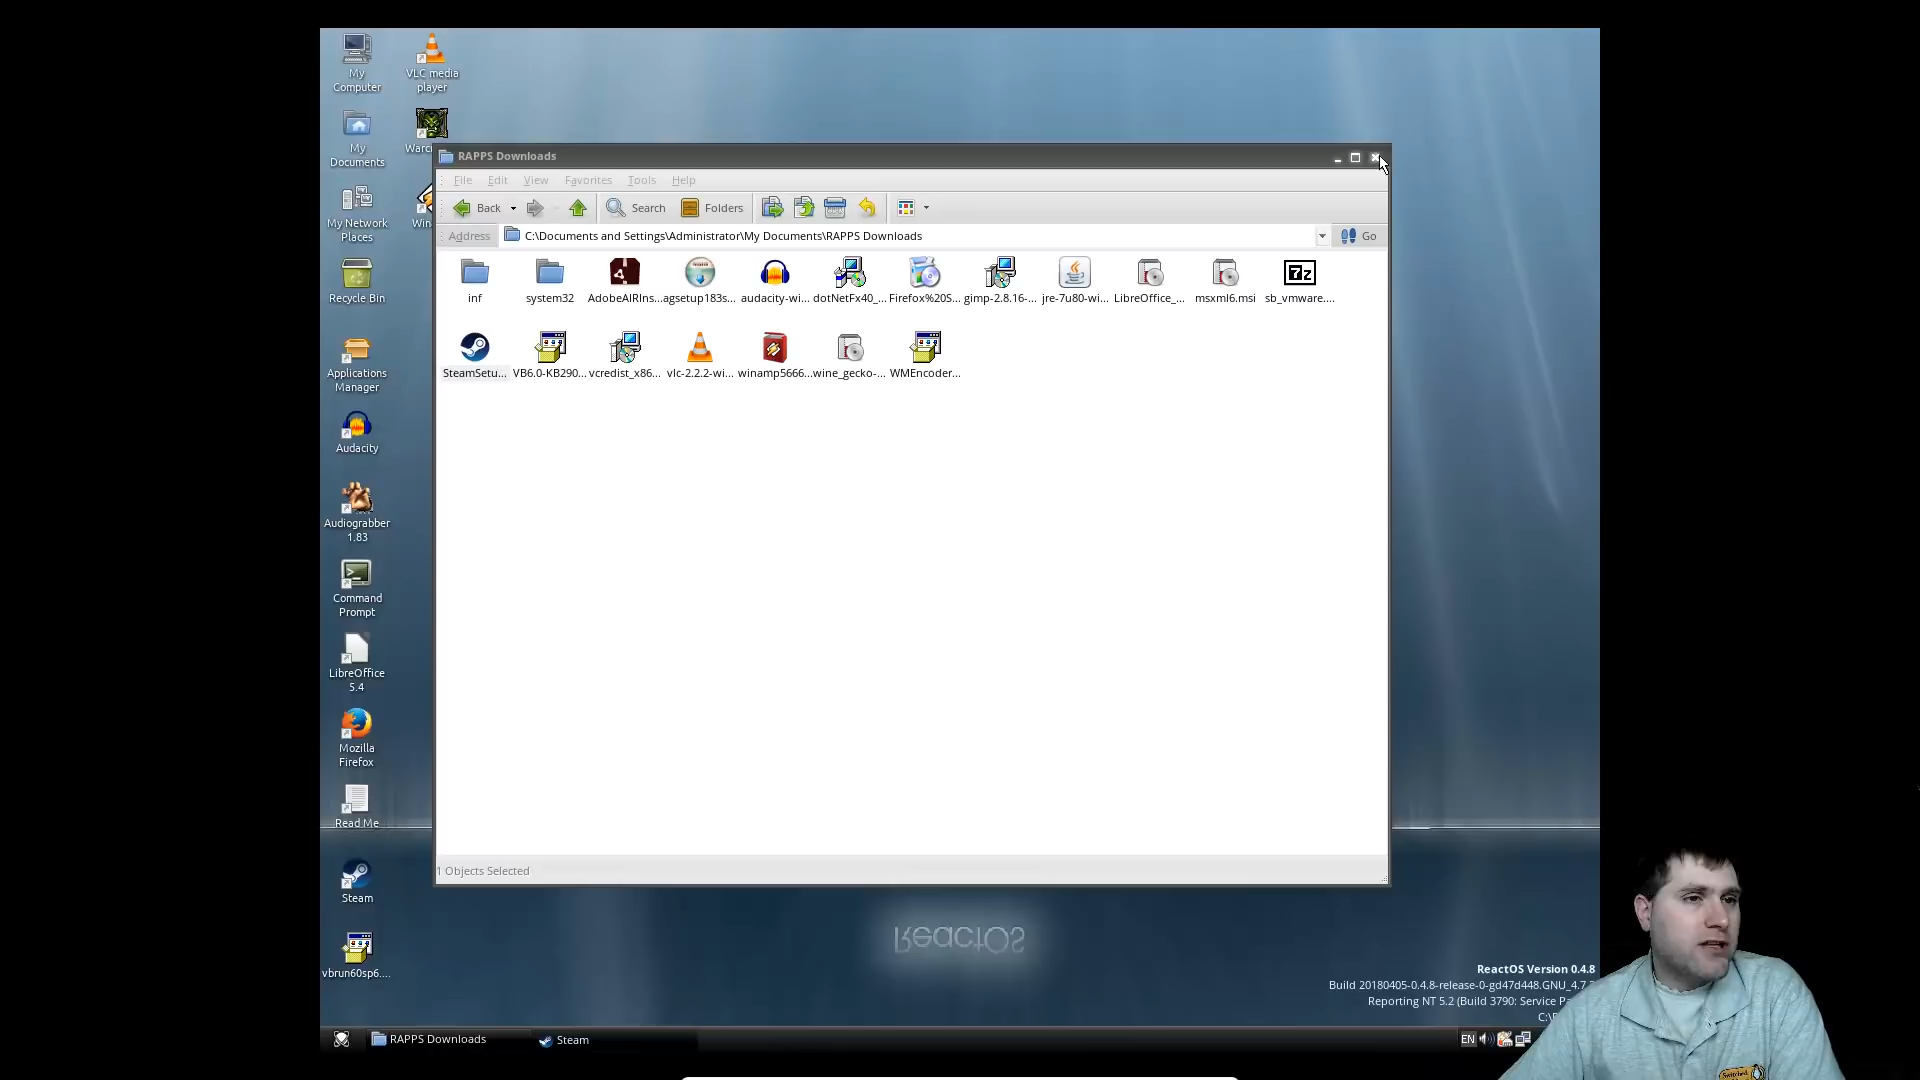 My
Computer
VLC media
player
My
Documents
Warc
My Network
Places
Win
Recycle Bin
Applications
Manager
Audacity
Audiograbber
1.83
Command
Prompt
LibreOffice
5.4
Mozilla
Firefox
Read Me
Steam
vbrun60sp6....
RAPPS Downloads
File Edit View Favorites Tools Help
Back Search Folders
Address C:\Documents and Settings\Administrator\My Documents\RAPPS Downloads Go
inf system32 AdobeAIRIns... agsetup183s... audacity-wi... dotNetFx40_... Firefox%20S... gimp-2.8.16-... jre-7u80-wi... LibreOffice_... msxml6.msi sb_vmware....
7z
SteamSetu... VB6.0-KB290... vcredist_x86... vlc-2.2.2-wi... winamp5666... wine_gecko-... WMEncoder...
1 Objects Selected
ReactOS
ReactOS Version 0.4.8
Build 20180405-0.4.8-release-0-gd47d448.GNU_4.7.
Reporting NT 5.2 (Build 3790: Service Pa
C:\
RAPPS Downloads Steam EN
Switched